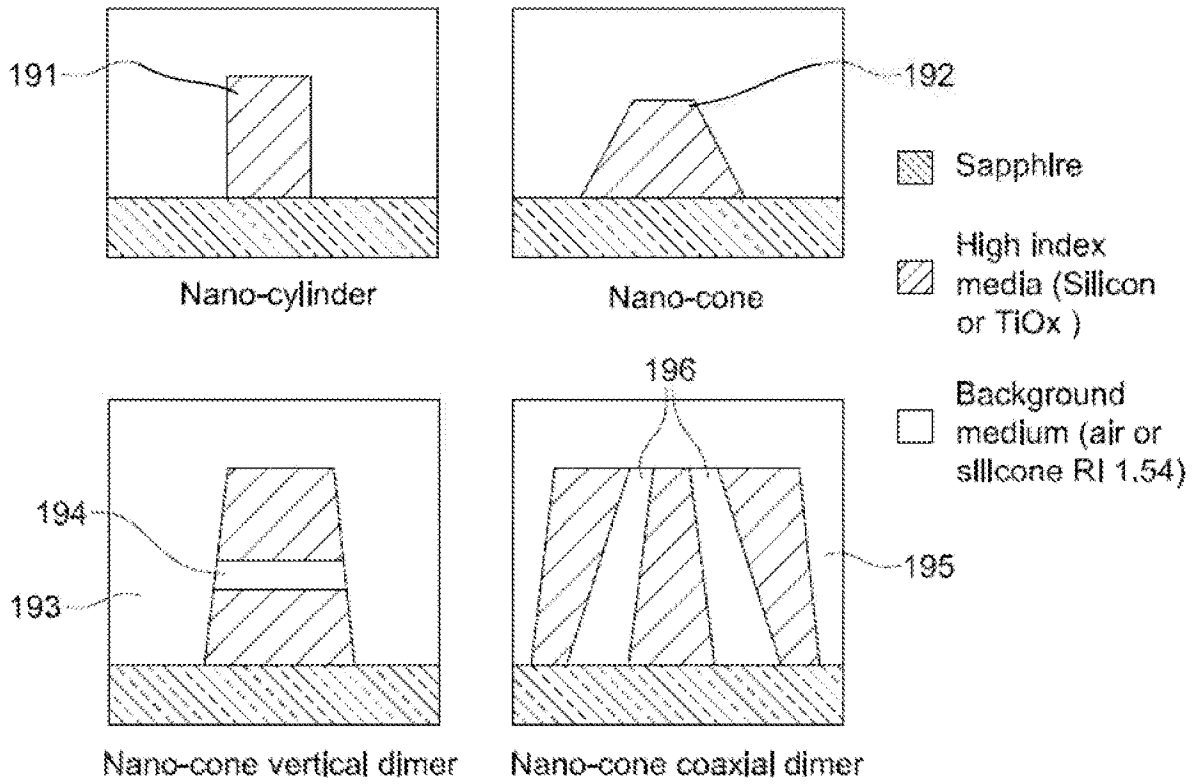 191
192
Sapphire
High index
media (Silicon
or TiOx )
Background
medium (air or
silicone RI 1.54)
Nano-cylinder
Nano-cone
196
194
193
195
Nano-cone vertical dimer
Nano-cone coaxial dimer